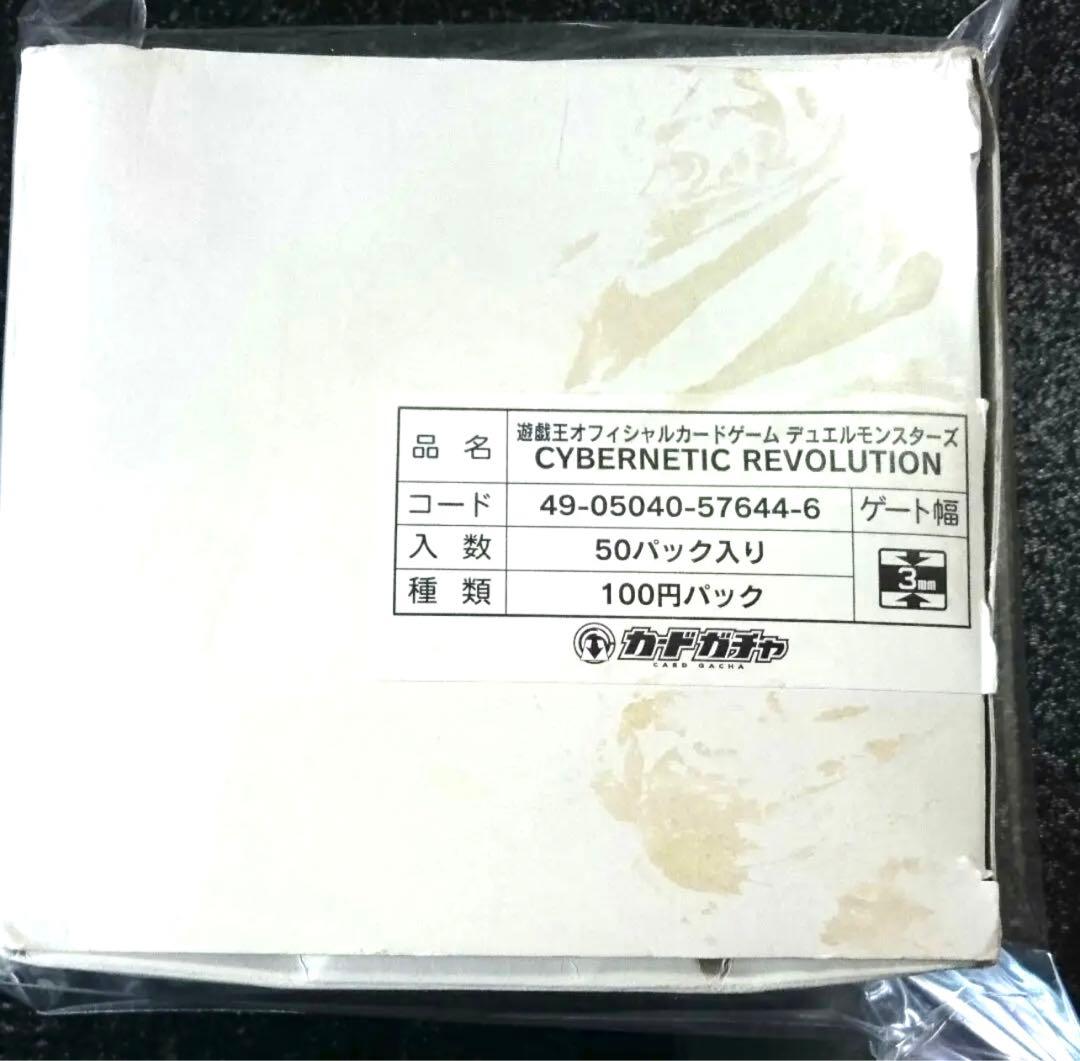 品名
遊戯王オフィシャルカードゲーム デュエルモンスターズ
CYBERNETIC REVOLUTION
コード
49-05040-57644-6
ゲート幅
入数
50パック入り
3mm
種類
100円パック
カードガチャ
CARD GACHA